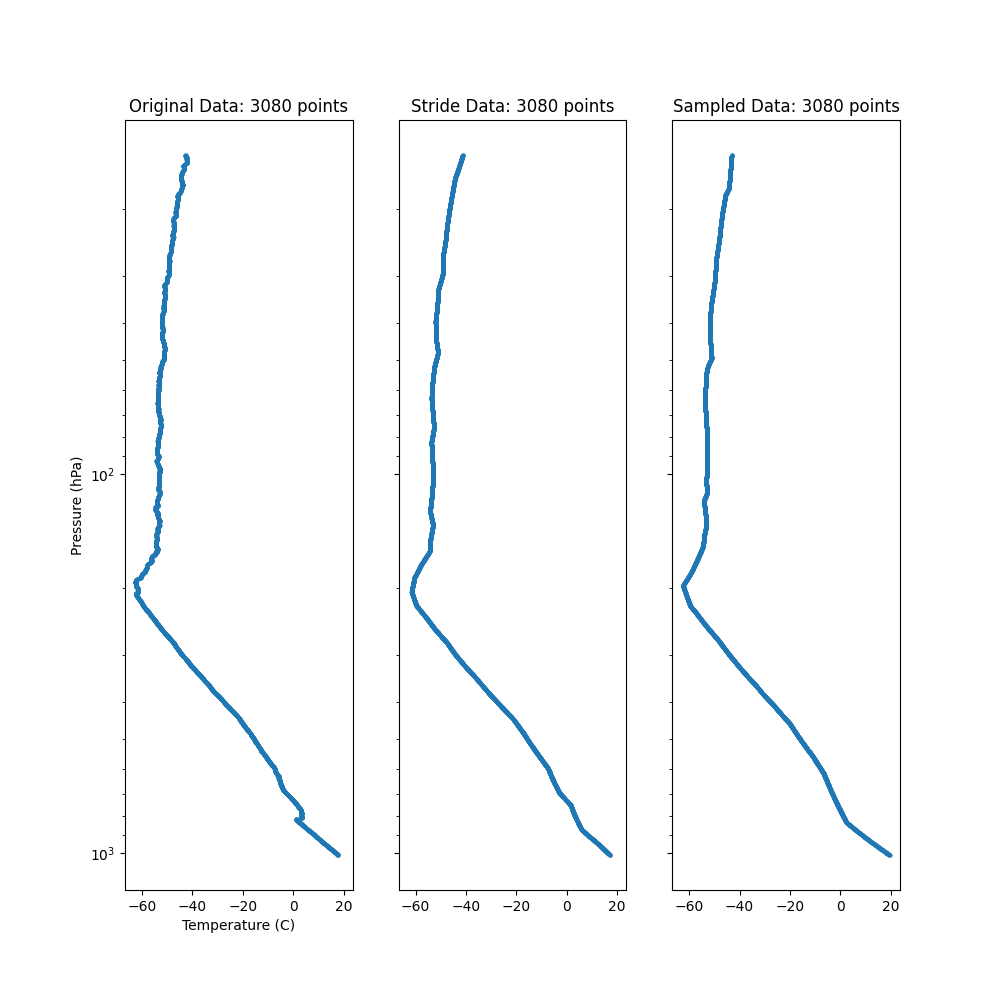 Original Data: 3080 points
Stride Data: 3080 points
Sampled Data: 3080 points
Pressure (hPa)
10²
10³
−60 −40 −20 0 20
−60 −40 −20 0 20
−60 −40 −20 0 20
Temperature (C)